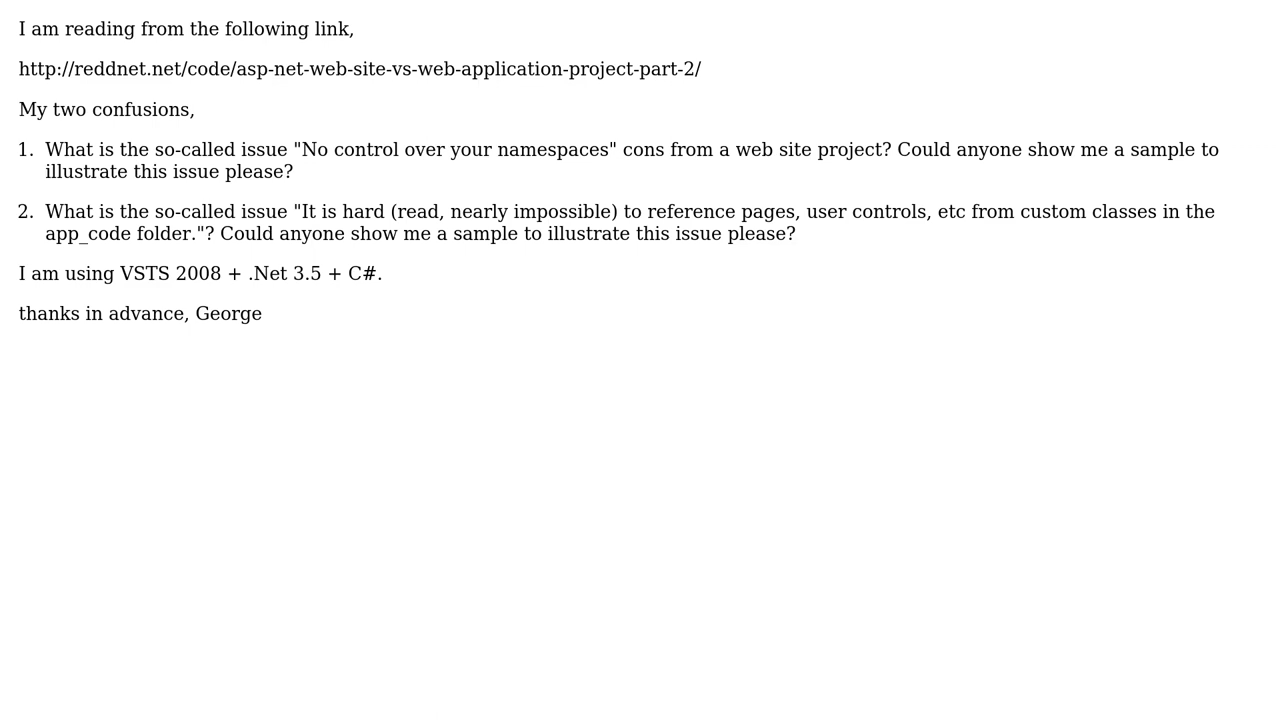 I am reading from the following link,
http://reddnet.net/code/asp-net-web-site-vs-web-application-project-part-2/
My two confusions,
1. What is the so-called issue "No control over your namespaces" cons from a web site project? Could anyone show me a sample to
illustrate this issue please?
2. What is the so-called issue "It is hard (read, nearly impossible) to reference pages, user controls, etc from custom classes in the
app_code folder."? Could anyone show me a sample to illustrate this issue please?
I am using VSTS 2008 + .Net 3.5 + C#.
thanks in advance, George